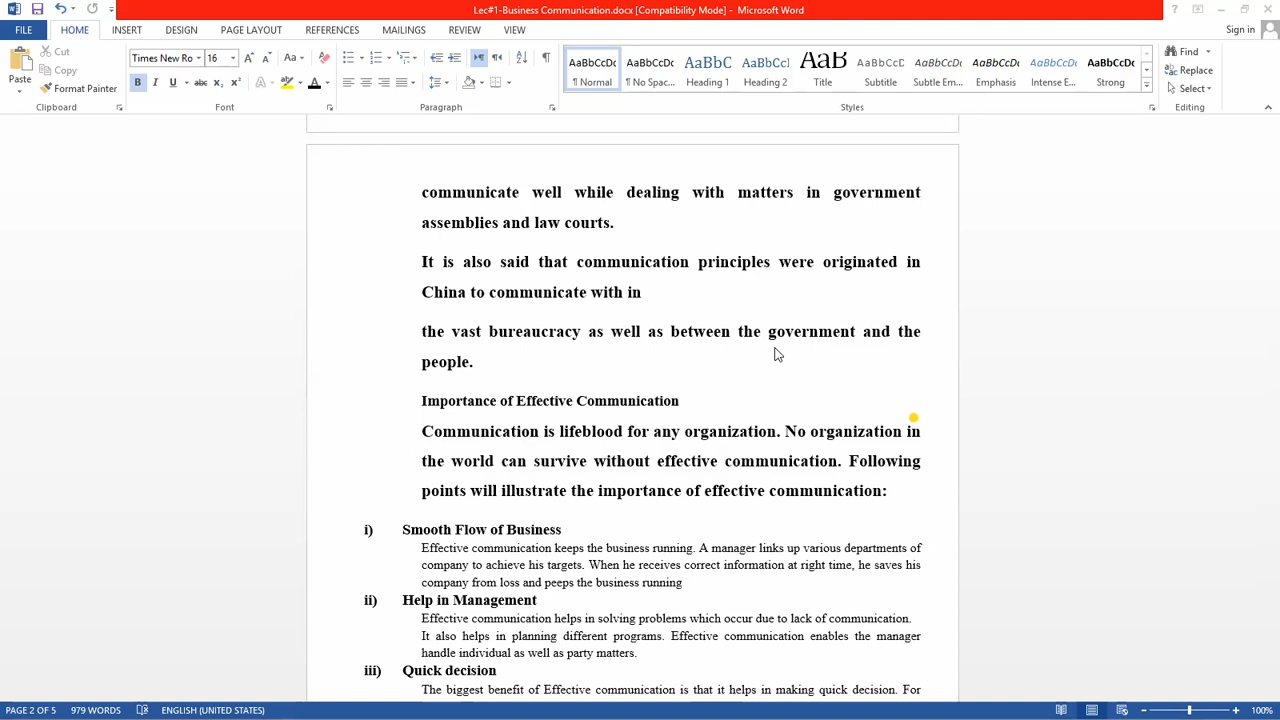 Lec#1-Business Communication.docx [Compatibility Mode] - Microsoft Word
FILE HOME INSERT DESIGN PAGE LAYOUT REFERENCES MAILINGS REVIEW VIEW Sign in
Paste
Cut
Copy
Format Painter
Clipboard
Times New Ro 16
Font
Paragraph
AaBbCcDc AaBbCcDc AaBbC AaBbCc AaB AaBbCcD AaBbCcDc AaBbCcDc AaBbCcDc AaBbCcDc
¶ Normal ¶ No Spac... Heading 1 Heading 2 Title Subtitle Subtle Em... Emphasis Intense E... Strong
Styles
Find
Replace
Select
Editing
communicate well while dealing with matters in government
assemblies and law courts.
It is also said that communication principles were originated in
China to communicate with in
the vast bureaucracy as well as between the government and the
people.
Importance of Effective Communication
Communication is lifeblood for any organization. No organization in
the world can survive without effective communication. Following
points will illustrate the importance of effective communication:
i) Smooth Flow of Business
Effective communication keeps the business running. A manager links up various departments of
company to achieve his targets. When he receives correct information at right time, he saves his
company from loss and peeps the business running
ii) Help in Management
Effective communication helps in solving problems which occur due to lack of communication.
It also helps in planning different programs. Effective communication enables the manager
handle individual as well as party matters.
iii) Quick decision
The biggest benefit of Effective communication is that it helps in making quick decision. For
PAGE 2 OF 5 979 WORDS ENGLISH (UNITED STATES) 100%